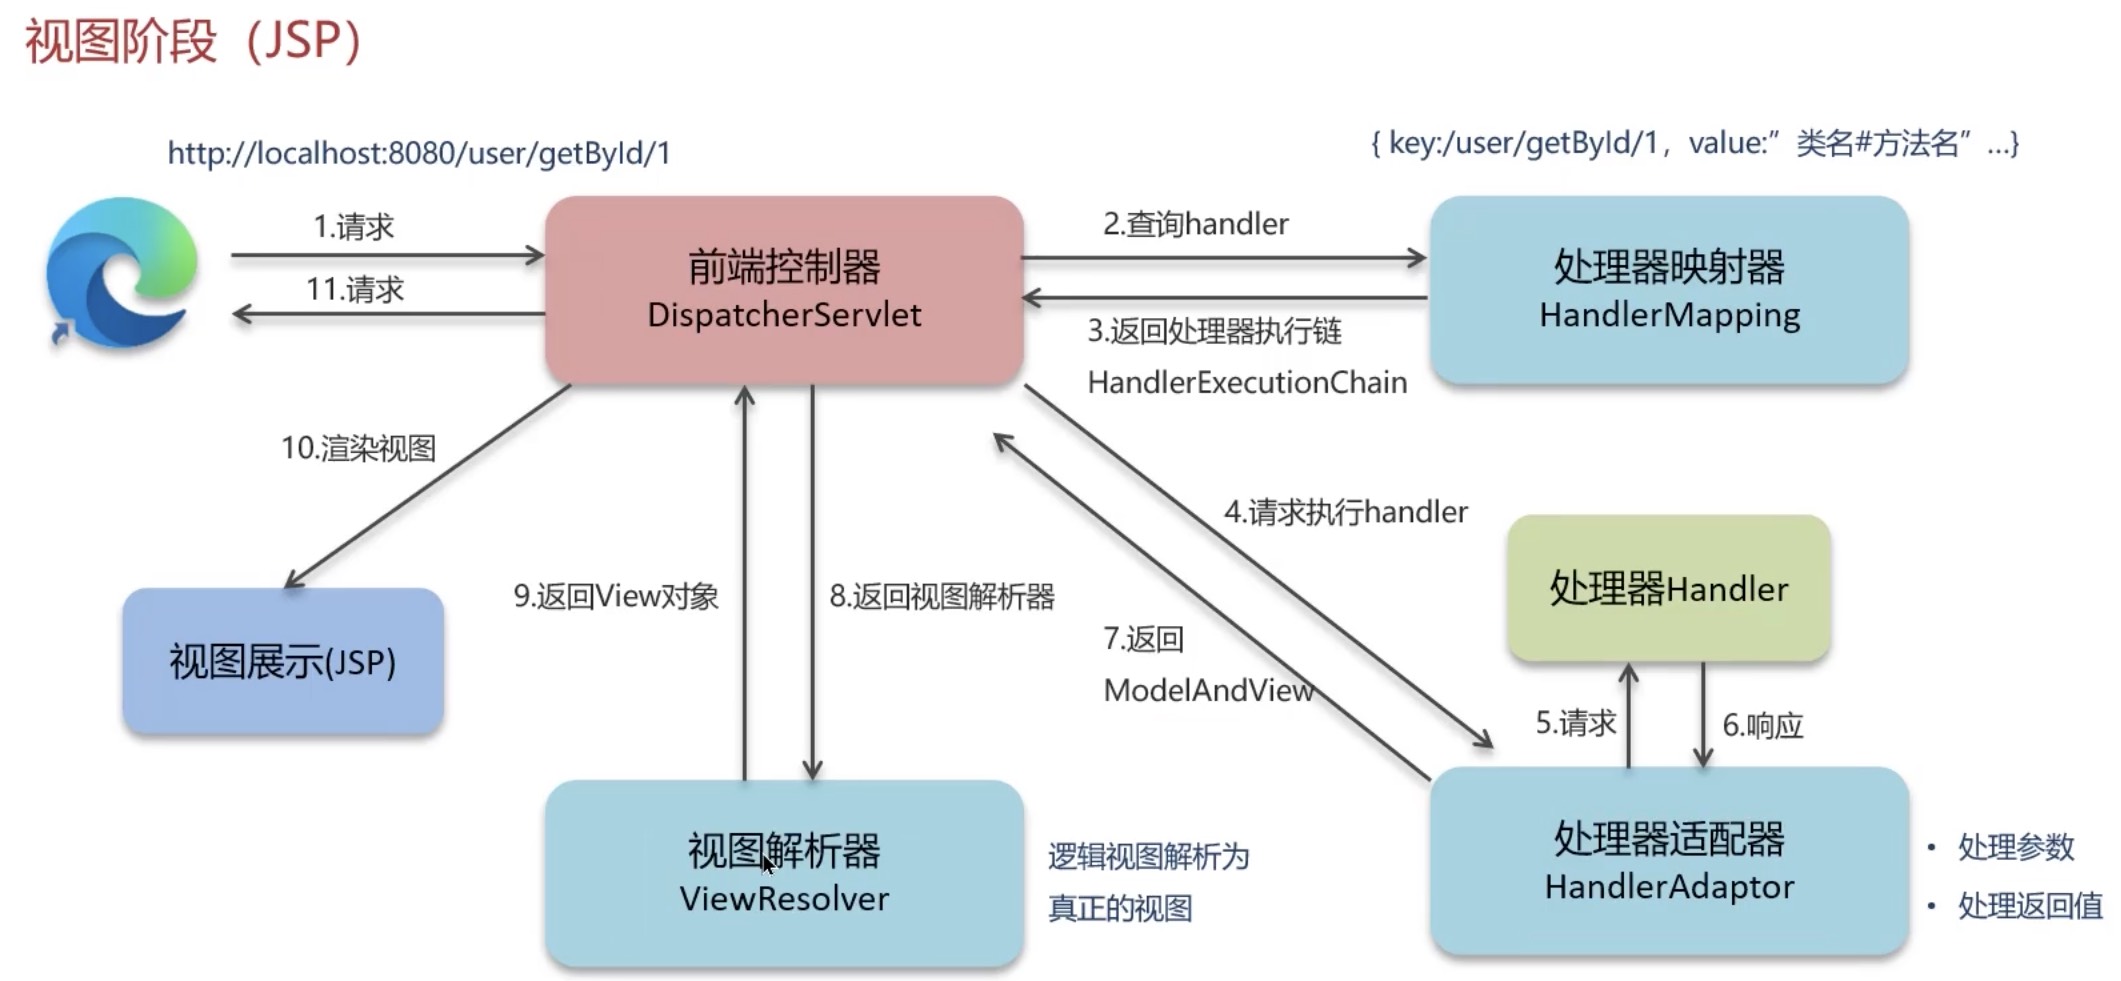 视图阶段（JSP）
http://localhost:8080/user/getById/1
{ key:/user/getById/1，value:”类名#方法名”...}
1.请求
11.请求
前端控制器
DispatcherServlet
2.查询handler
3.返回处理器执行链
HandlerExecutionChain
处理器映射器
HandlerMapping
10.渲染视图
4.请求执行handler
处理器Handler
9.返回View对象
8.返回视图解析器
7.返回
ModelAndView
视图展示(JSP)
5.请求
6.响应
视图解析器
ViewResolver
逻辑视图解析为
真正的视图
处理器适配器
HandlerAdaptor
• 处理参数
• 处理返回值